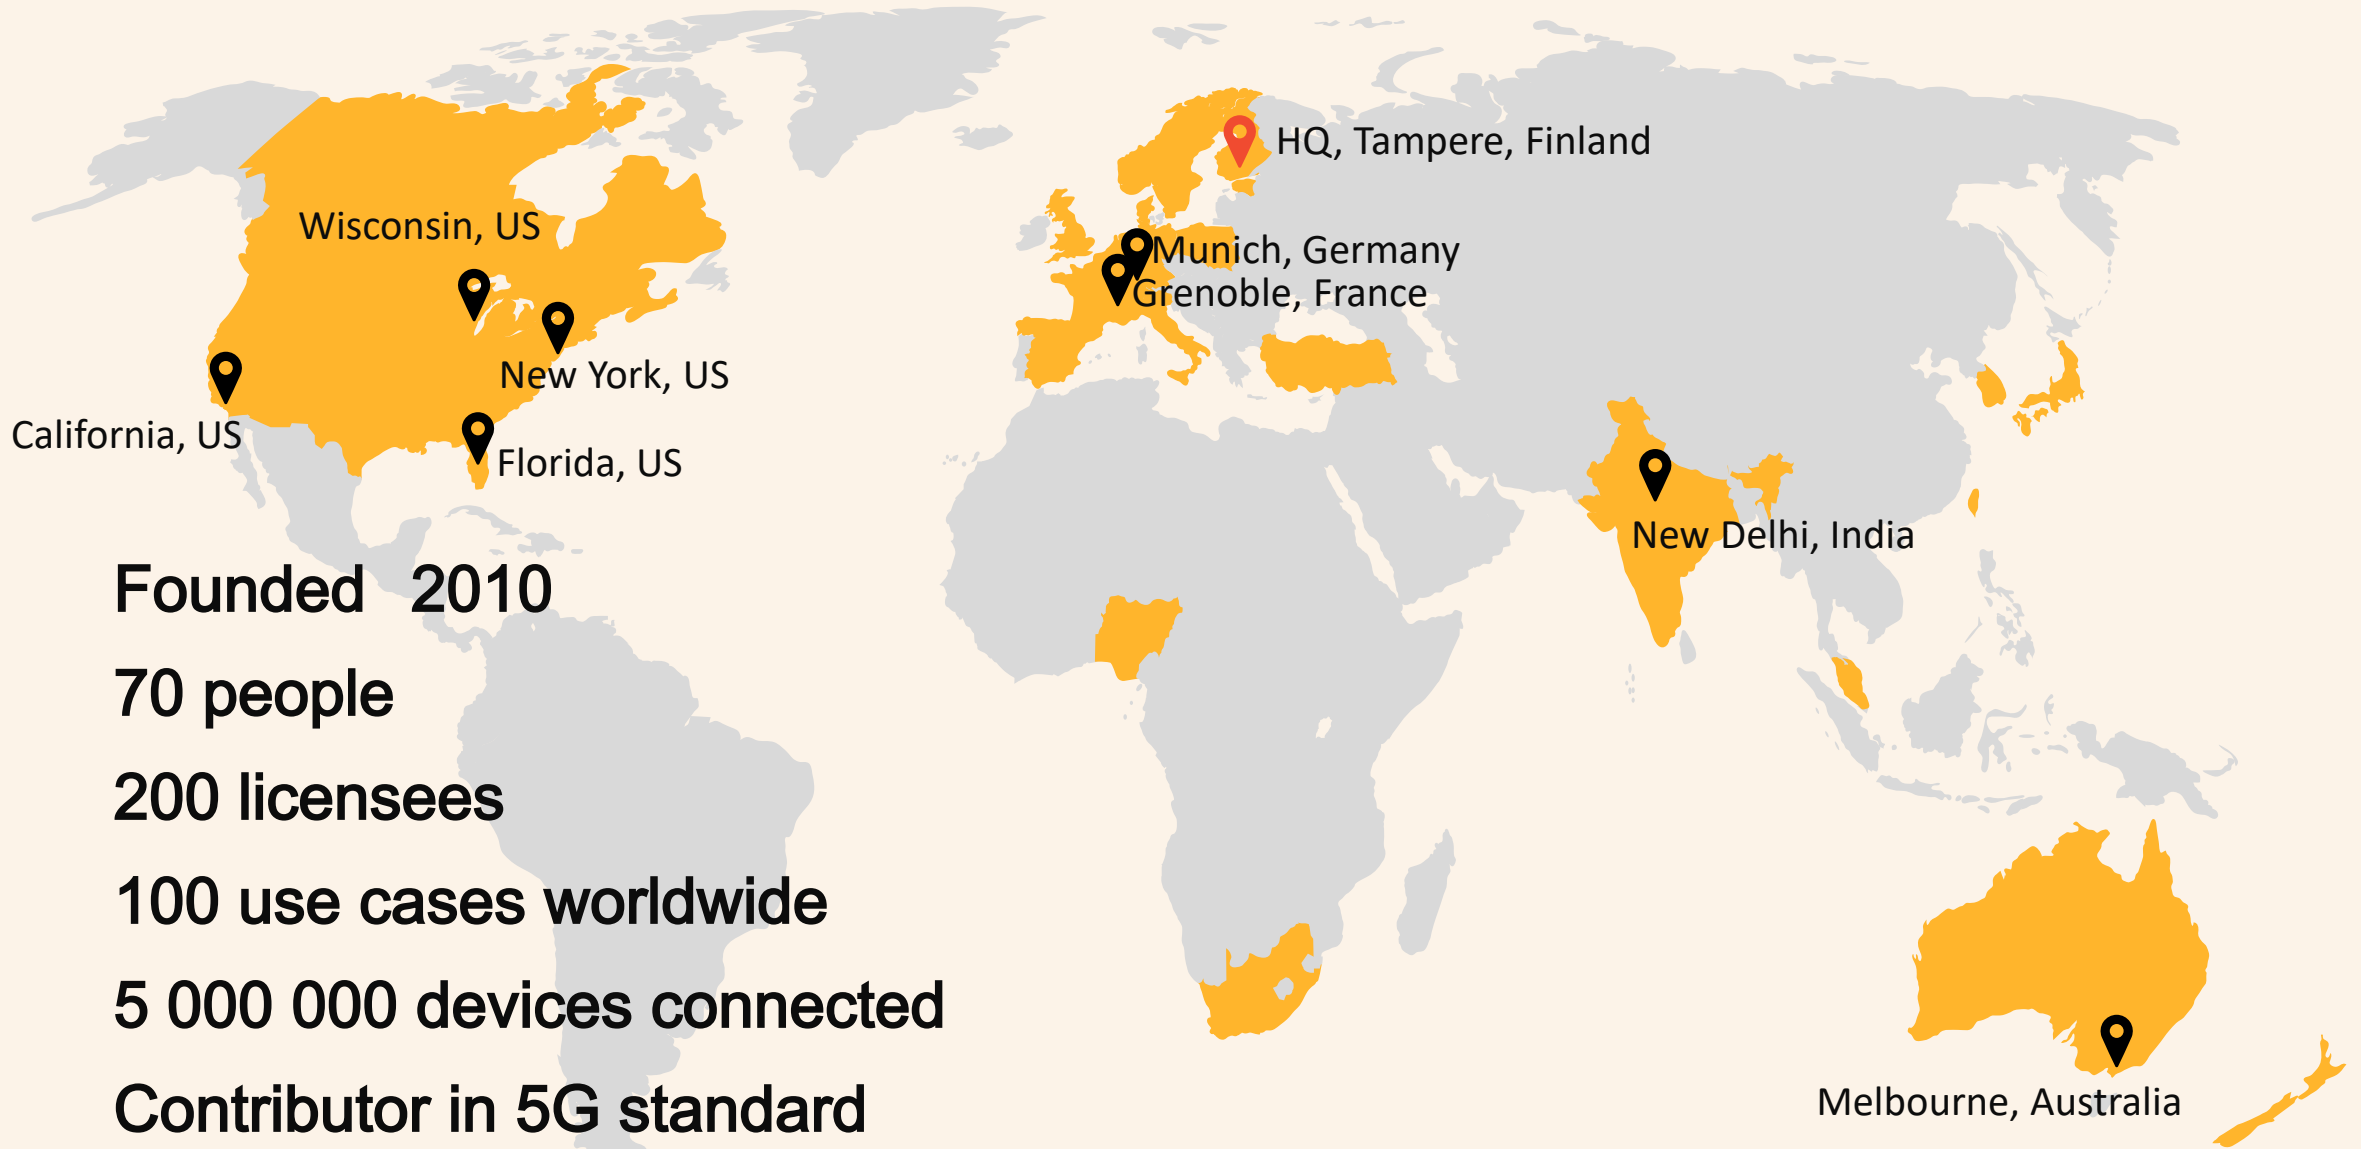 HQ, Tampere, Finland
Wisconsin, US
Munich, Germany
Grenoble, France
New York, US
California, US
Florida, US
New Delhi, India
Founded 2010
70 people
200 licensees
100 use cases worldwide
5 000 000 devices connected
Contributor in 5G standard
Melbourne, Australia